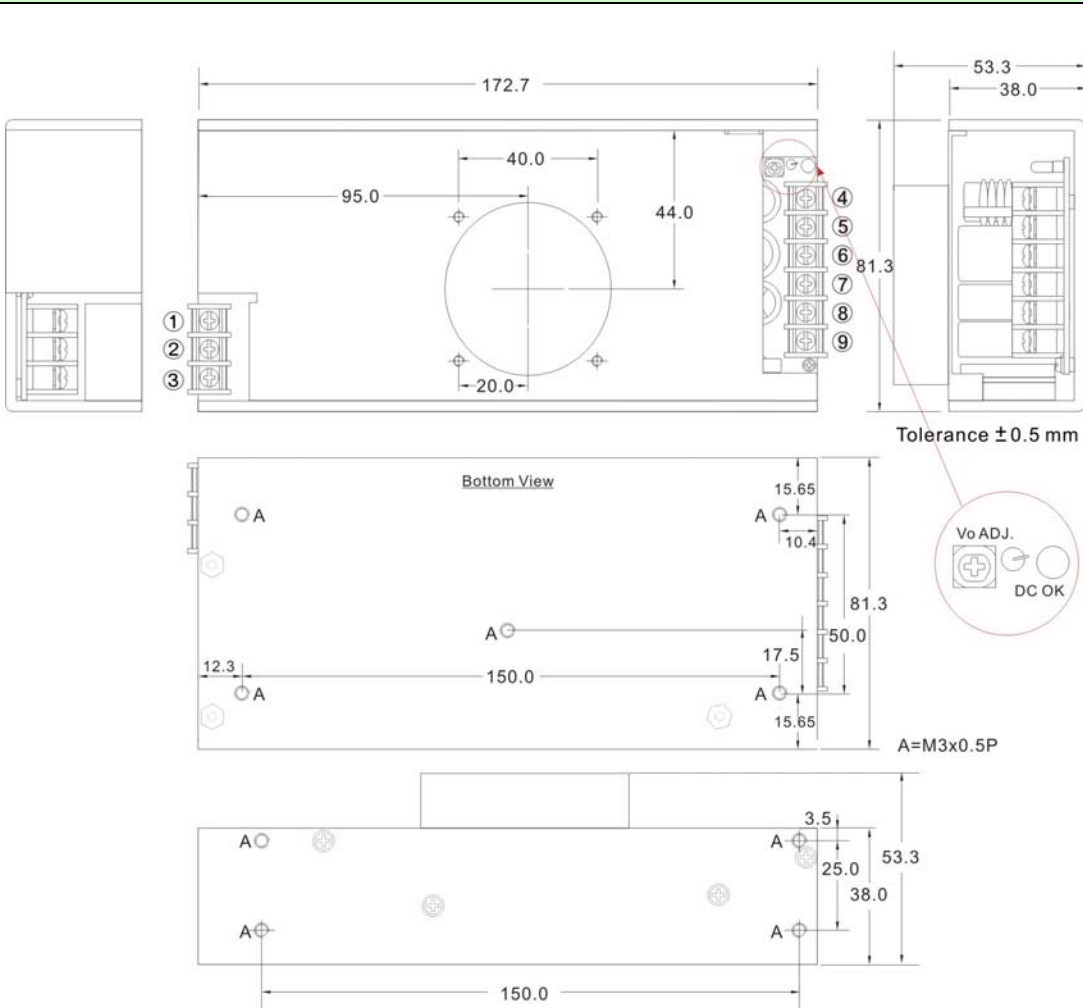 172.7
53.3
38.0
40.0
95.0
44.0
④
⑤
⑥
⑦
⑧
⑨
81.3
①
②
③
20.0
Tolerance ±0.5 mm
Bottom View
15.65
A
A
10.4
Vo ADJ.
DC OK
81.3
50.0
A
17.5
12.3
150.0
A
A
15.65
A=M3x0.5P
3.5
A
A
53.3
25.0
38.0
A
A
150.0